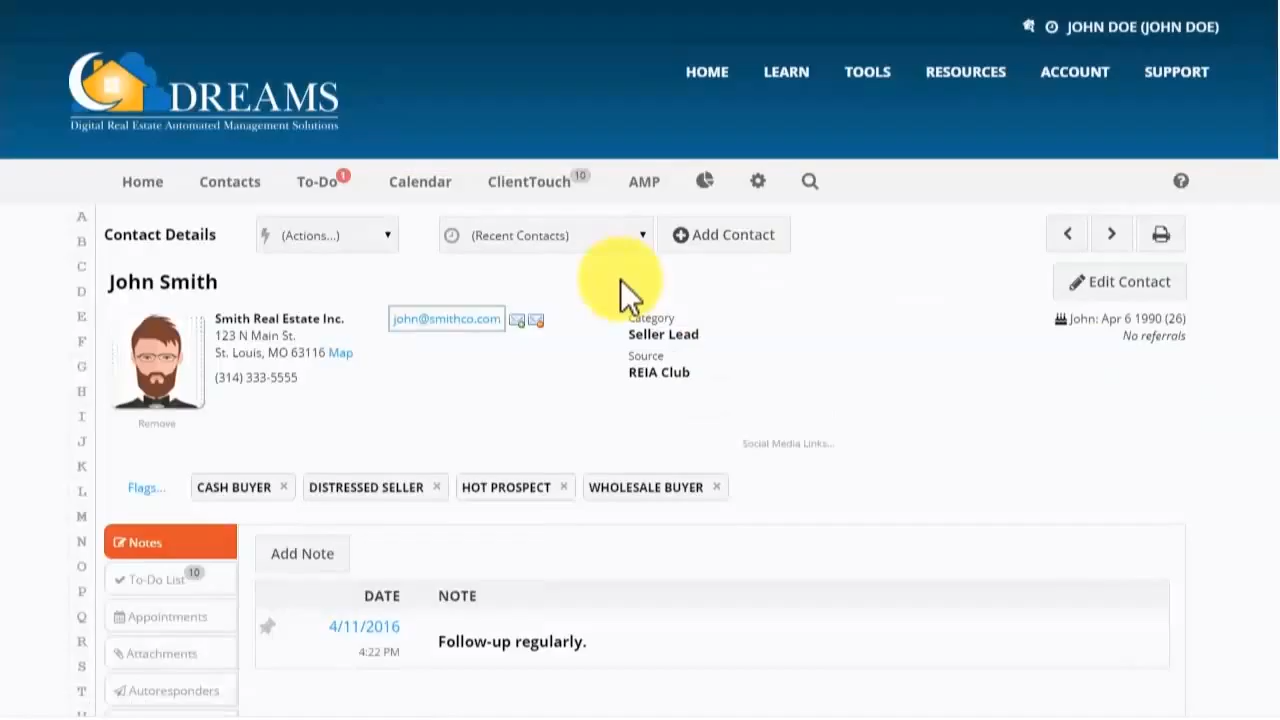 JOHN DOE (JOHN DOE)
DREAMS
Digital Real Estate Automated Management Solutions
HOME LEARN TOOLS RESOURCES ACCOUNT SUPPORT
Home Contacts To-Do 1 Calendar ClientTouch 10 AMP
Contact Details (Actions...) (Recent Contacts) Add Contact
John Smith
Edit Contact
Smith Real Estate Inc.
123 N Main St.
St. Louis, MO 63116 Map
(314) 333-5555
john@smithco.com
Category
Seller Lead
Source
REIA Club
John: Apr 6 1990 (26)
No referrals
Remove
Social Media Links...
Flags... CASH BUYER × DISTRESSED SELLER × HOT PROSPECT × WHOLESALE BUYER ×
Notes
To-Do List 10
Appointments
Attachments
Autoresponders
Add Note
DATE NOTE
4/11/2016
4:22 PM
Follow-up regularly.
A
B
C
D
E
F
G
H
I
J
K
L
M
N
O
P
Q
R
S
T